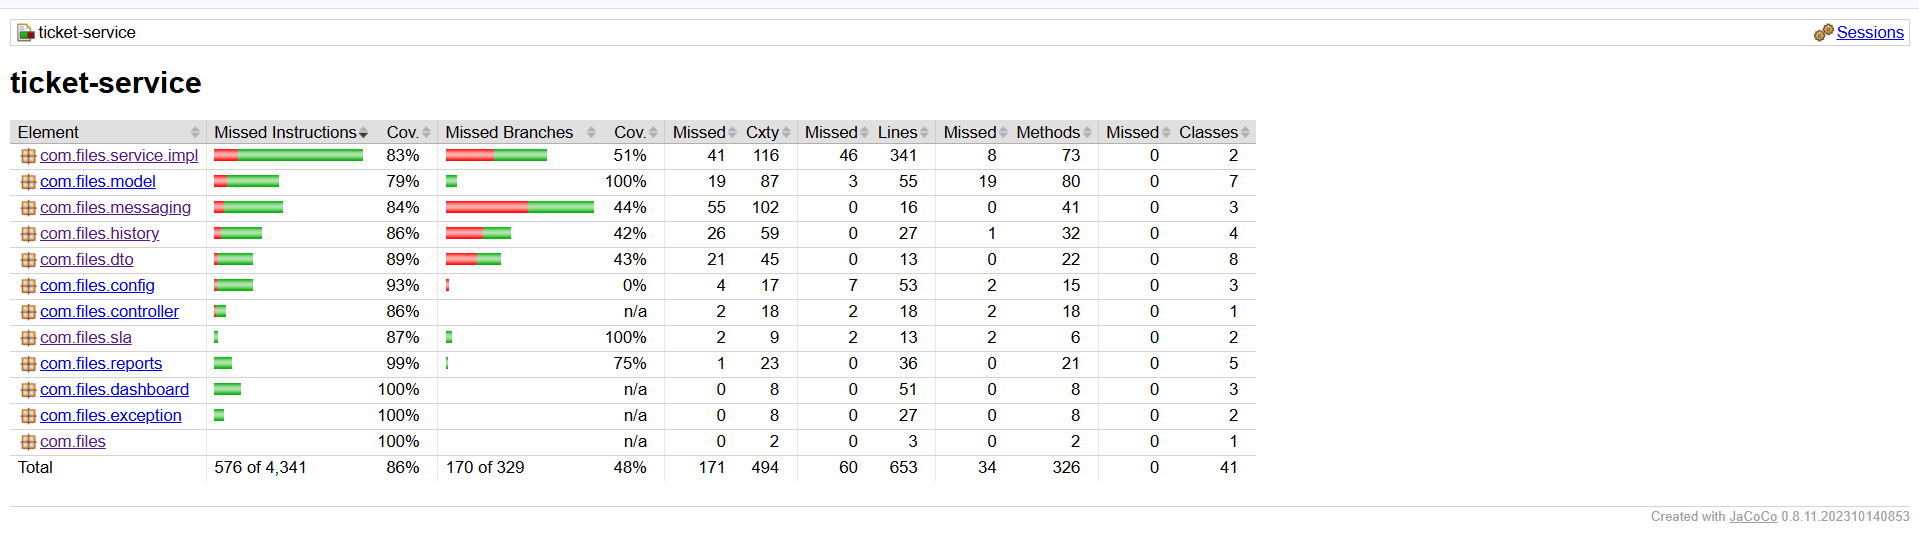 ticket-service Sessions
ticket-service
Element Missed Instructions Cov. Missed Branches Cov. Missed Cxty Missed Lines Missed Methods Missed Classes
com.files.service.impl 83% 51% 41 116 46 341 8 73 0 2
com.files.model 79% 100% 19 87 3 55 19 80 0 7
com.files.messaging 84% 44% 55 102 0 16 0 41 0 3
com.files.history 86% 42% 26 59 0 27 1 32 0 4
com.files.dto 89% 43% 21 45 0 13 0 22 0 8
com.files.config 93% 0% 4 17 7 53 2 15 0 3
com.files.controller 86% n/a 2 18 2 18 2 18 0 1
com.files.sla 87% 100% 2 9 2 13 2 6 0 2
com.files.reports 99% 75% 1 23 0 36 0 21 0 5
com.files.dashboard 100% n/a 0 8 0 51 0 8 0 3
com.files.exception 100% n/a 0 8 0 27 0 8 0 2
com.files 100% n/a 0 2 0 3 0 2 0 1
Total 576 of 4,341 86% 170 of 329 48% 171 494 60 653 34 326 0 41
Created with JaCoCo 0.8.11.202310140853